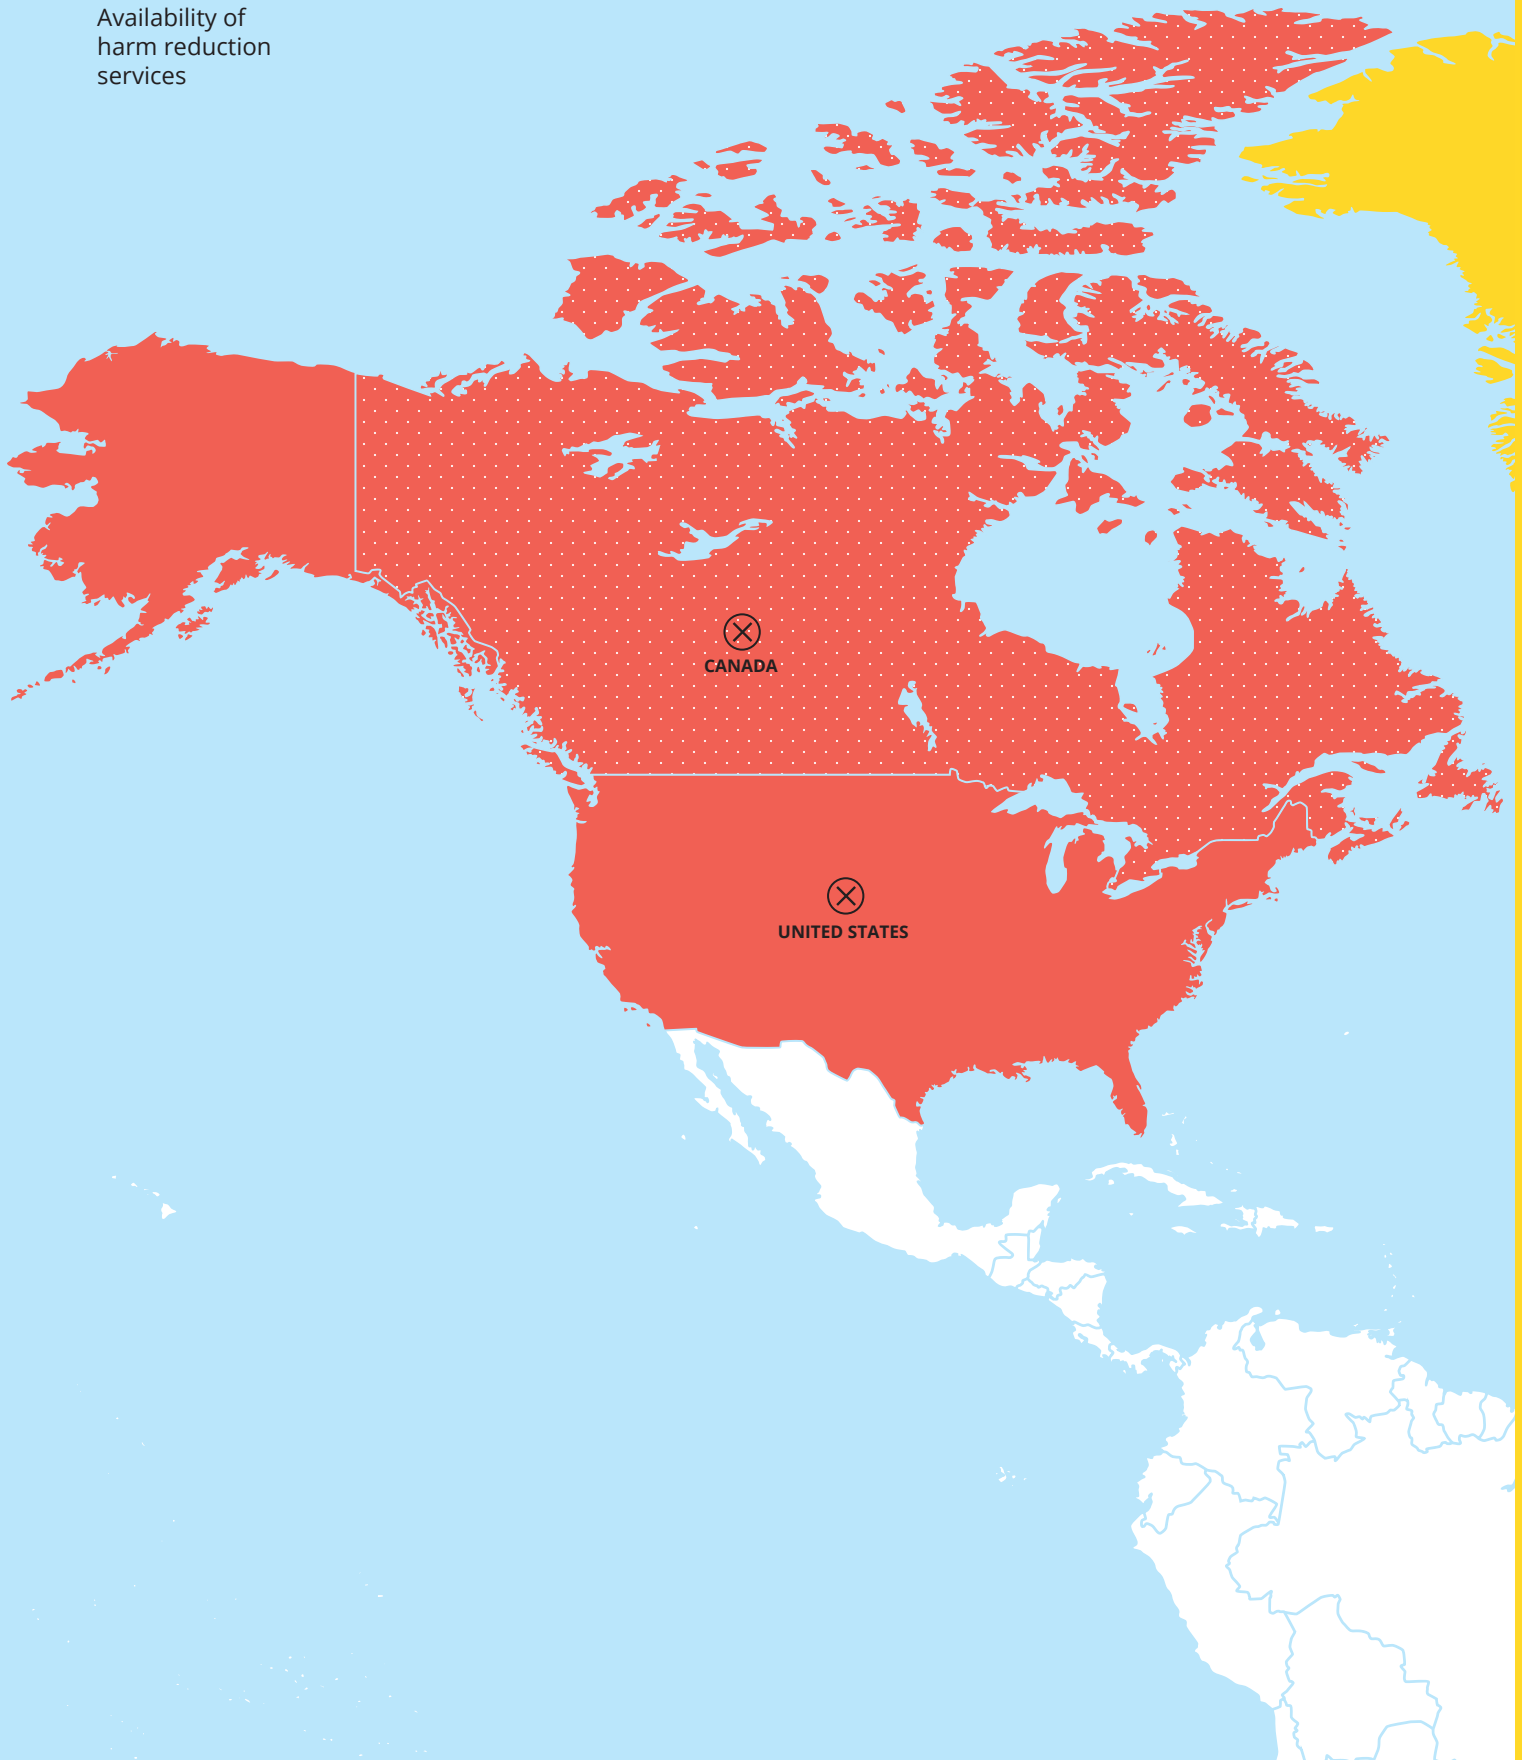 Availability of
harm reduction
services
CANADA
UNITED STATES